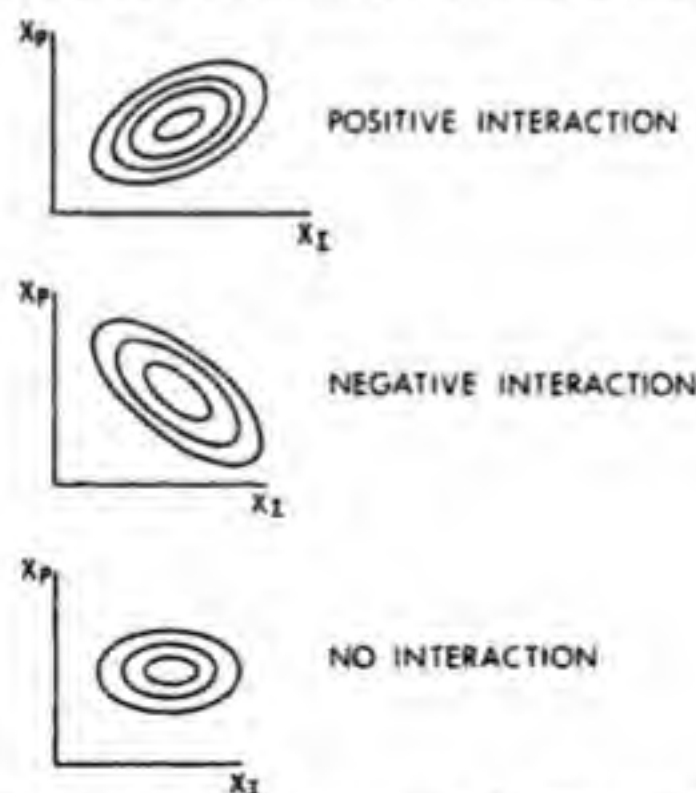 Xp
POSITIVE INTERACTION
XI
Xp
NEGATIVE INTERACTION
XI
Xp
NO INTERACTION
XI